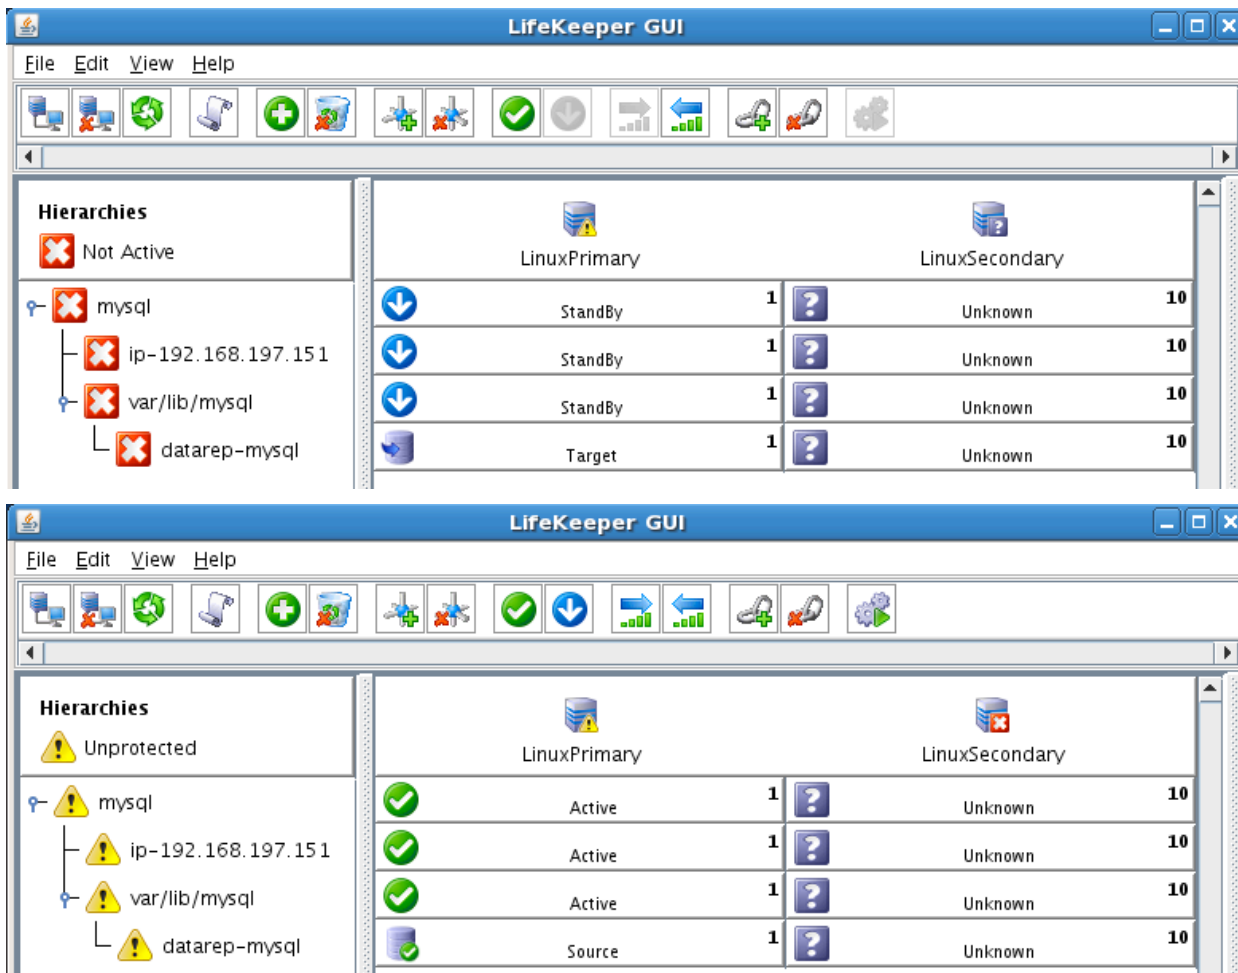 LifeKeeper GUI
File Edit View Help
Hierarchies
Not Active
LinuxPrimary LinuxSecondary
mysql StandBy 1 ? Unknown 10
ip-192.168.197.151 StandBy 1 ? Unknown 10
var/lib/mysql StandBy 1 ? Unknown 10
datarep-mysql Target 1 ? Unknown 10
LifeKeeper GUI
File Edit View Help
Hierarchies
Unprotected
LinuxPrimary LinuxSecondary
mysql Active 1 ? Unknown 10
ip-192.168.197.151 Active 1 ? Unknown 10
var/lib/mysql Active 1 ? Unknown 10
datarep-mysql Source 1 ? Unknown 10